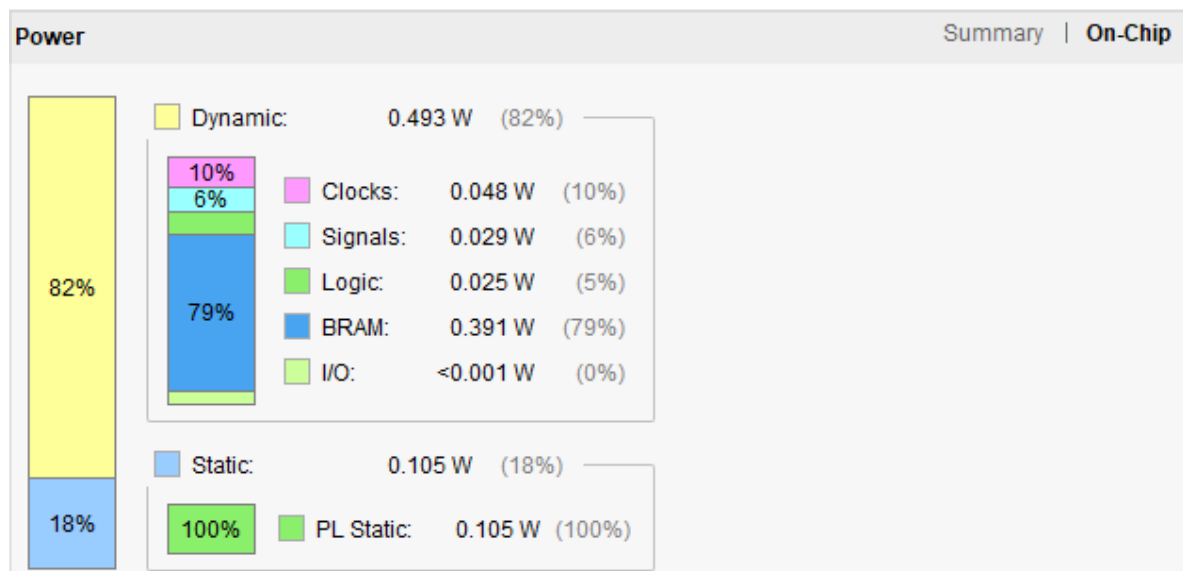 Power Summary | On-Chip
Dynamic: 0.493 W (82%)
10%
Clocks: 0.048 W (10%)
6%
Signals: 0.029 W (6%)
Logic: 0.025 W (5%)
82%
79%
BRAM: 0.391 W (79%)
I/O: <0.001 W (0%)
Static: 0.105 W (18%)
18%
100%
PL Static: 0.105 W (100%)